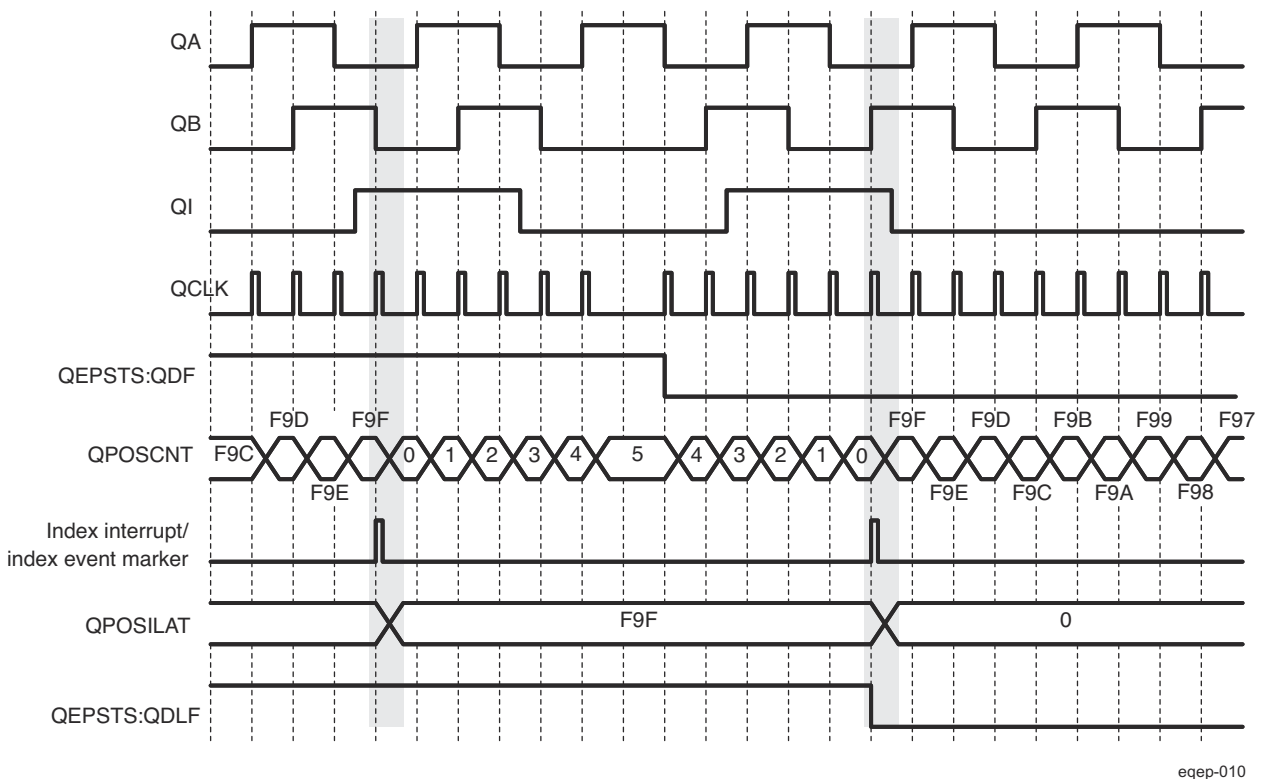 QA
QB
QI
QCLK
QEPSTS:QDF
F9D F9F F9F F9D F9B F99 F97
QPOSCNT F9C 0 1 2 3 4 5 4 3 2 1 0
F9E F9E F9C F9A F98
Index interrupt/
index event marker
QPOSILAT F9F 0
QEPSTS:QDLF
eqep-010